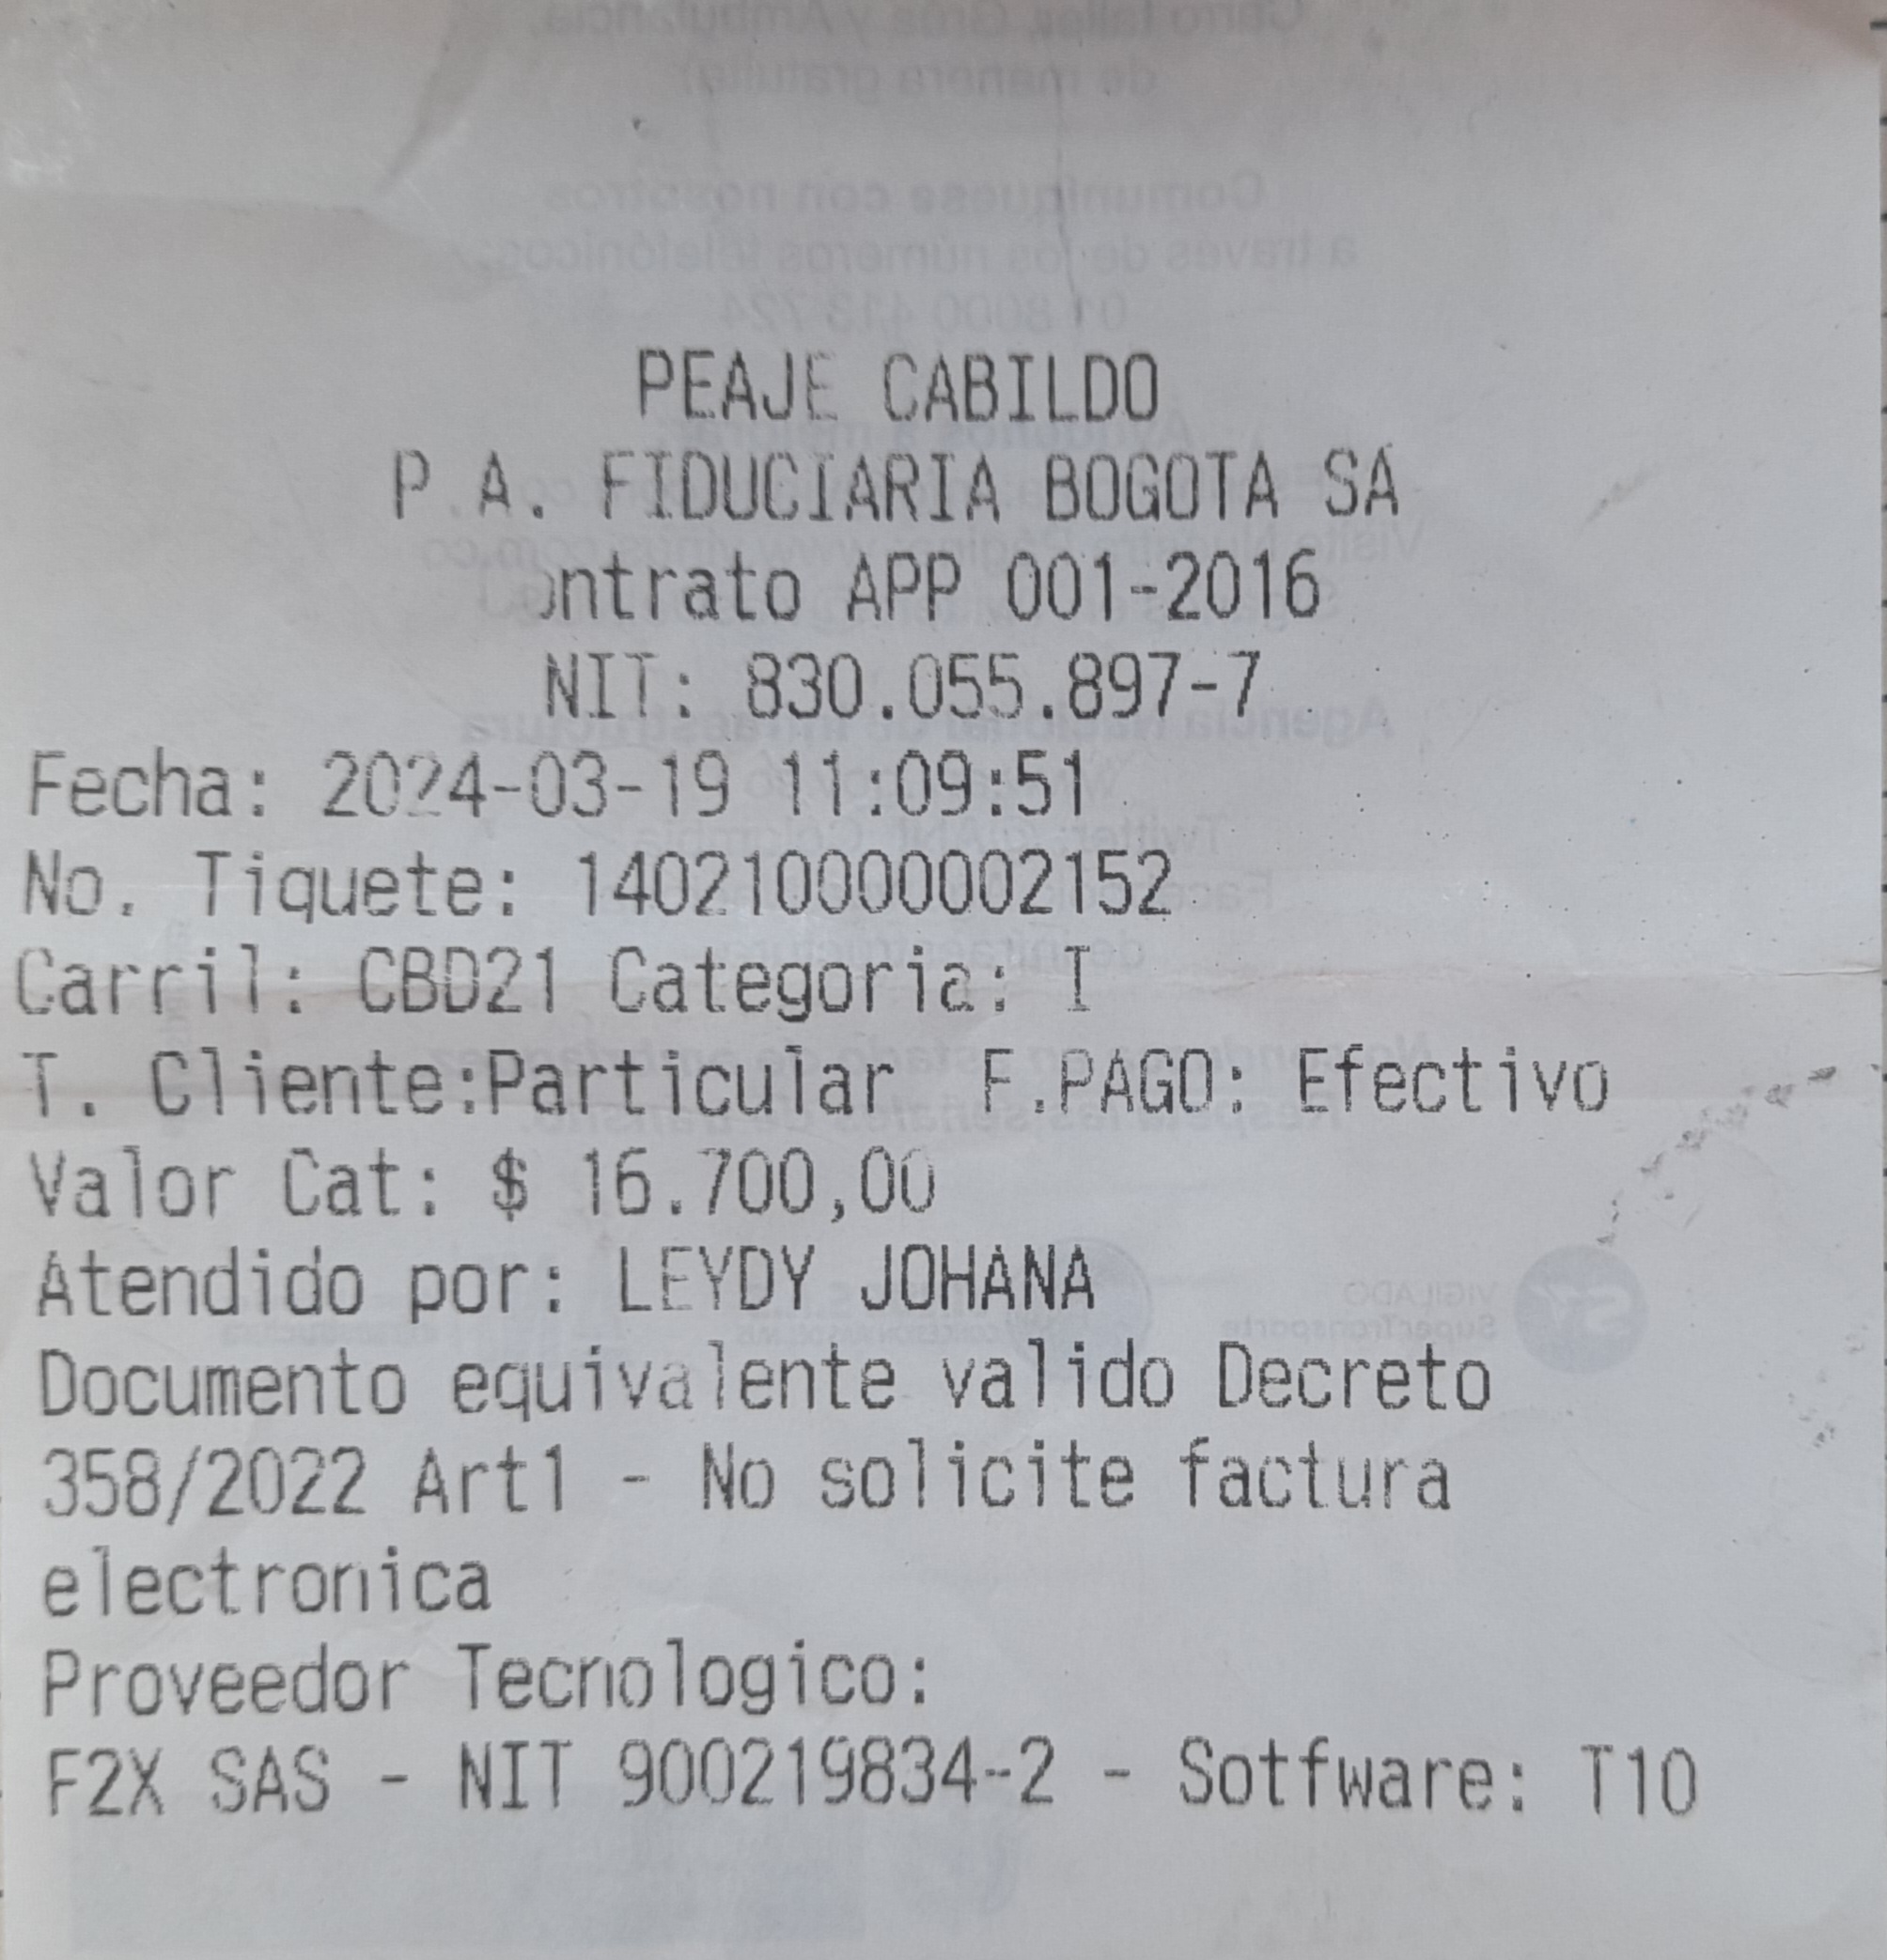 PEAJE CABILDO
P.A. FIDUCIARIA BOGOTA SA
ontrato APP 001-2016
NIT: 830.055.897-7
Fecha: 2024-03-19 11:09:51
No. Tiquete: 140210000002152
Carril: CBD21 Categoria: I
T. Cliente:Particular F.PAGO: Efectivo
Valor Cat: $ 16.700,00
Atendido por: LEYDY JOHANA
Documento equivalente valido Decreto
358/2022 Art1 - No solicite factura
electronica
Proveedor Tecnologico:
F2X SAS - NIT 900219834-2 - Sotfware: T10